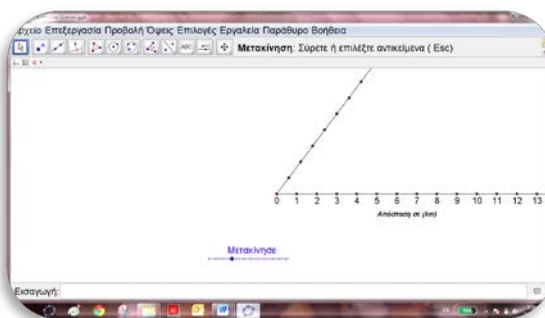 ρχείο Επεξεργασία Προβολή Όψεις Επιλογές Εργαλεία Παράθυρο Βοήθεια
ABC Μετακίνηση: Σύρετε ή επιλέξτε αντικείμενα ( Esc)
0 1 2 3 4 5 6 7 8 9 10 11 12 13
Απόσταση σε (km)
Μετακίνησε
Εισαγωγή: